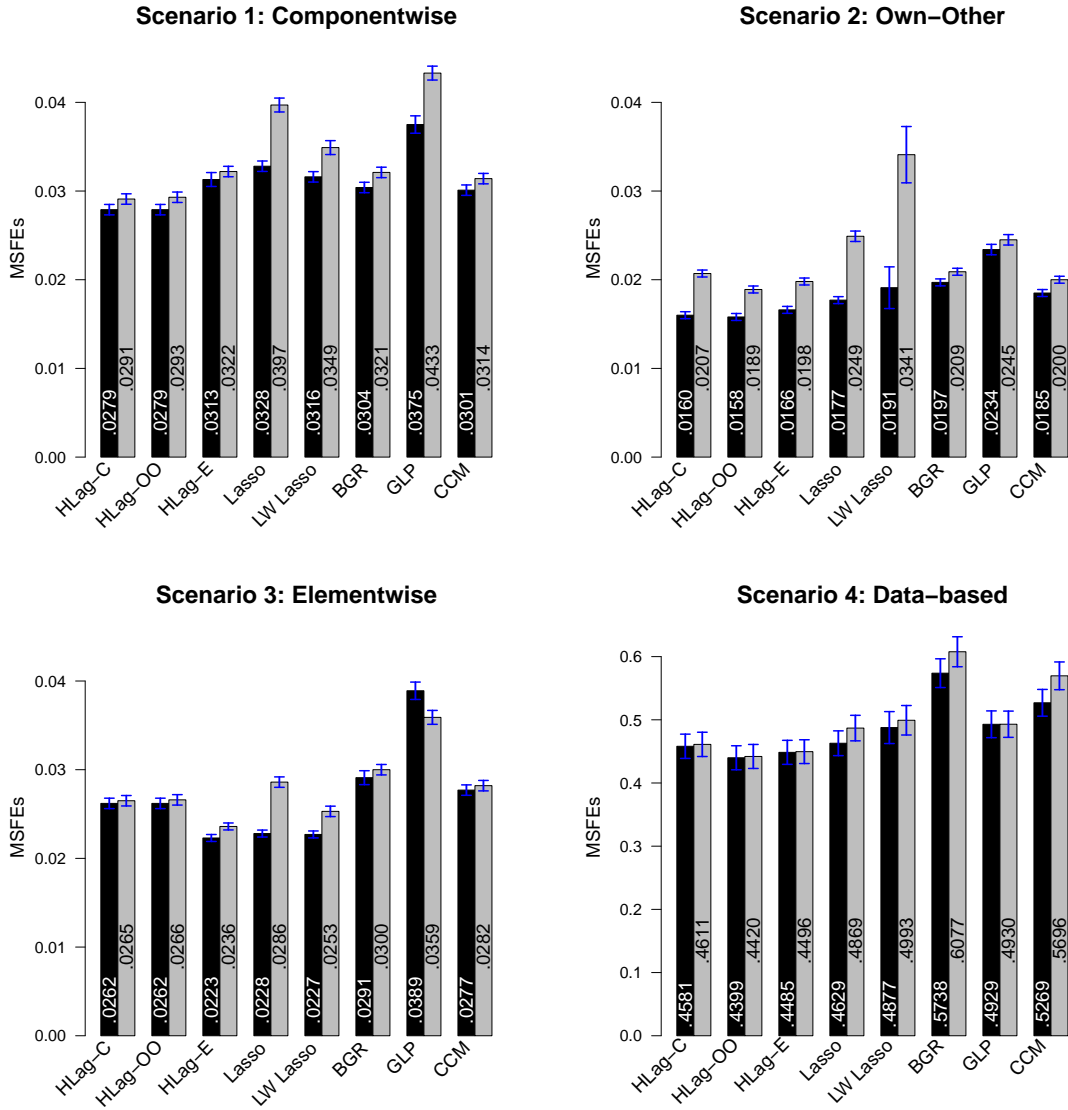 Scenario 1: Componentwise
MSFEs
0.04
0.03
0.02
0.01
0.00
.0279
.0291
.0279
.0293
.0313
.0322
.0328
.0397
.0316
.0349
.0304
.0321
.0375
.0433
.0301
.0314
HLag−C
HLag−OO
HLag−E
Lasso
LW Lasso
BGR
GLP
CCM
Scenario 2: Own−Other
MSFEs
0.04
0.03
0.02
0.01
0.00
.0160
.0207
.0158
.0189
.0166
.0198
.0177
.0249
.0191
.0341
.0197
.0209
.0234
.0245
.0185
.0200
HLag−C
HLag−OO
HLag−E
Lasso
LW Lasso
BGR
GLP
CCM
Scenario 3: Elementwise
MSFEs
0.04
0.03
0.02
0.01
0.00
.0262
.0265
.0262
.0266
.0223
.0236
.0228
.0286
.0227
.0253
.0291
.0300
.0389
.0359
.0277
.0282
HLag−C
HLag−OO
HLag−E
Lasso
LW Lasso
BGR
GLP
CCM
Scenario 4: Data−based
MSFEs
0.6
0.5
0.4
0.3
0.2
0.1
0.0
.4581
.4611
.4399
.4420
.4485
.4496
.4629
.4869
.4877
.4993
.5738
.6077
.4929
.4930
.5269
.5696
HLag−C
HLag−OO
HLag−E
Lasso
LW Lasso
BGR
GLP
CCM